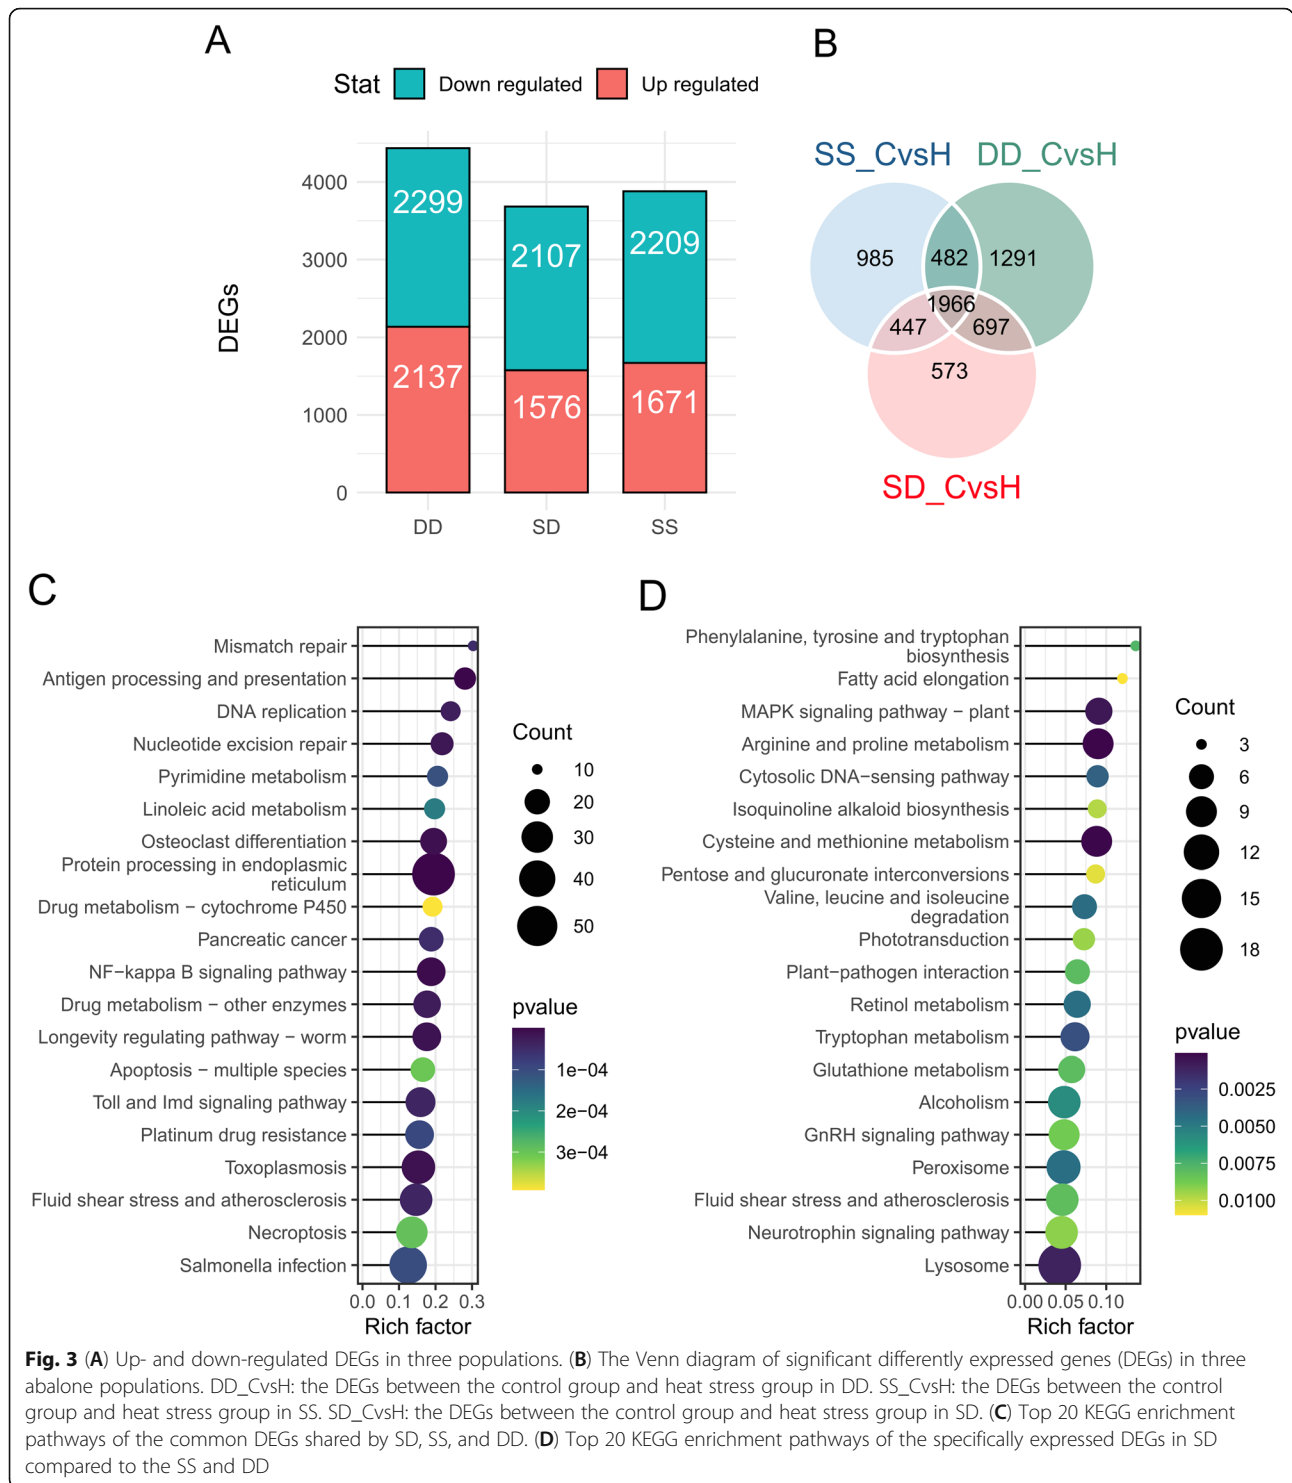 A
Stat Down regulated Up regulated
DEGs
4000
3000
2000
1000
0
2299
2107
2209
2137
1576
1671
DD SD SS
B
SS_CvsH DD_CvsH
985 482 1291
1966
447 697
573
SD_CvsH
C
Mismatch repair
Antigen processing and presentation
DNA replication
Nucleotide excision repair
Pyrimidine metabolism
Linoleic acid metabolism
Osteoclast differentiation
Protein processing in endoplasmic
reticulum
Drug metabolism − cytochrome P450
Pancreatic cancer
NF−kappa B signaling pathway
Drug metabolism − other enzymes
Longevity regulating pathway − worm
Apoptosis − multiple species
Toll and Imd signaling pathway
Platinum drug resistance
Toxoplasmosis
Fluid shear stress and atherosclerosis
Necroptosis
Salmonella infection
0.0 0.1 0.2 0.3
Rich factor
Count
10
20
30
40
50
pvalue
1e−04
2e−04
3e−04
D
Phenylalanine, tyrosine and tryptophan
biosynthesis
Fatty acid elongation
MAPK signaling pathway − plant
Arginine and proline metabolism
Cytosolic DNA−sensing pathway
Isoquinoline alkaloid biosynthesis
Cysteine and methionine metabolism
Pentose and glucuronate interconversions
Valine, leucine and isoleucine
degradation
Phototransduction
Plant−pathogen interaction
Retinol metabolism
Tryptophan metabolism
Glutathione metabolism
Alcoholism
GnRH signaling pathway
Peroxisome
Fluid shear stress and atherosclerosis
Neurotrophin signaling pathway
Lysosome
0.00 0.05 0.10
Rich factor
Count
3
6
9
12
15
18
pvalue
0.0025
0.0050
0.0075
0.0100
Fig. 3 (A) Up- and down-regulated DEGs in three populations. (B) The Venn diagram of significant differently expressed genes (DEGs) in three
abalone populations. DD_CvsH: the DEGs between the control group and heat stress group in DD. SS_CvsH: the DEGs between the control
group and heat stress group in SS. SD_CvsH: the DEGs between the control group and heat stress group in SD. (C) Top 20 KEGG enrichment
pathways of the common DEGs shared by SD, SS, and DD. (D) Top 20 KEGG enrichment pathways of the specifically expressed DEGs in SD
compared to the SS and DD